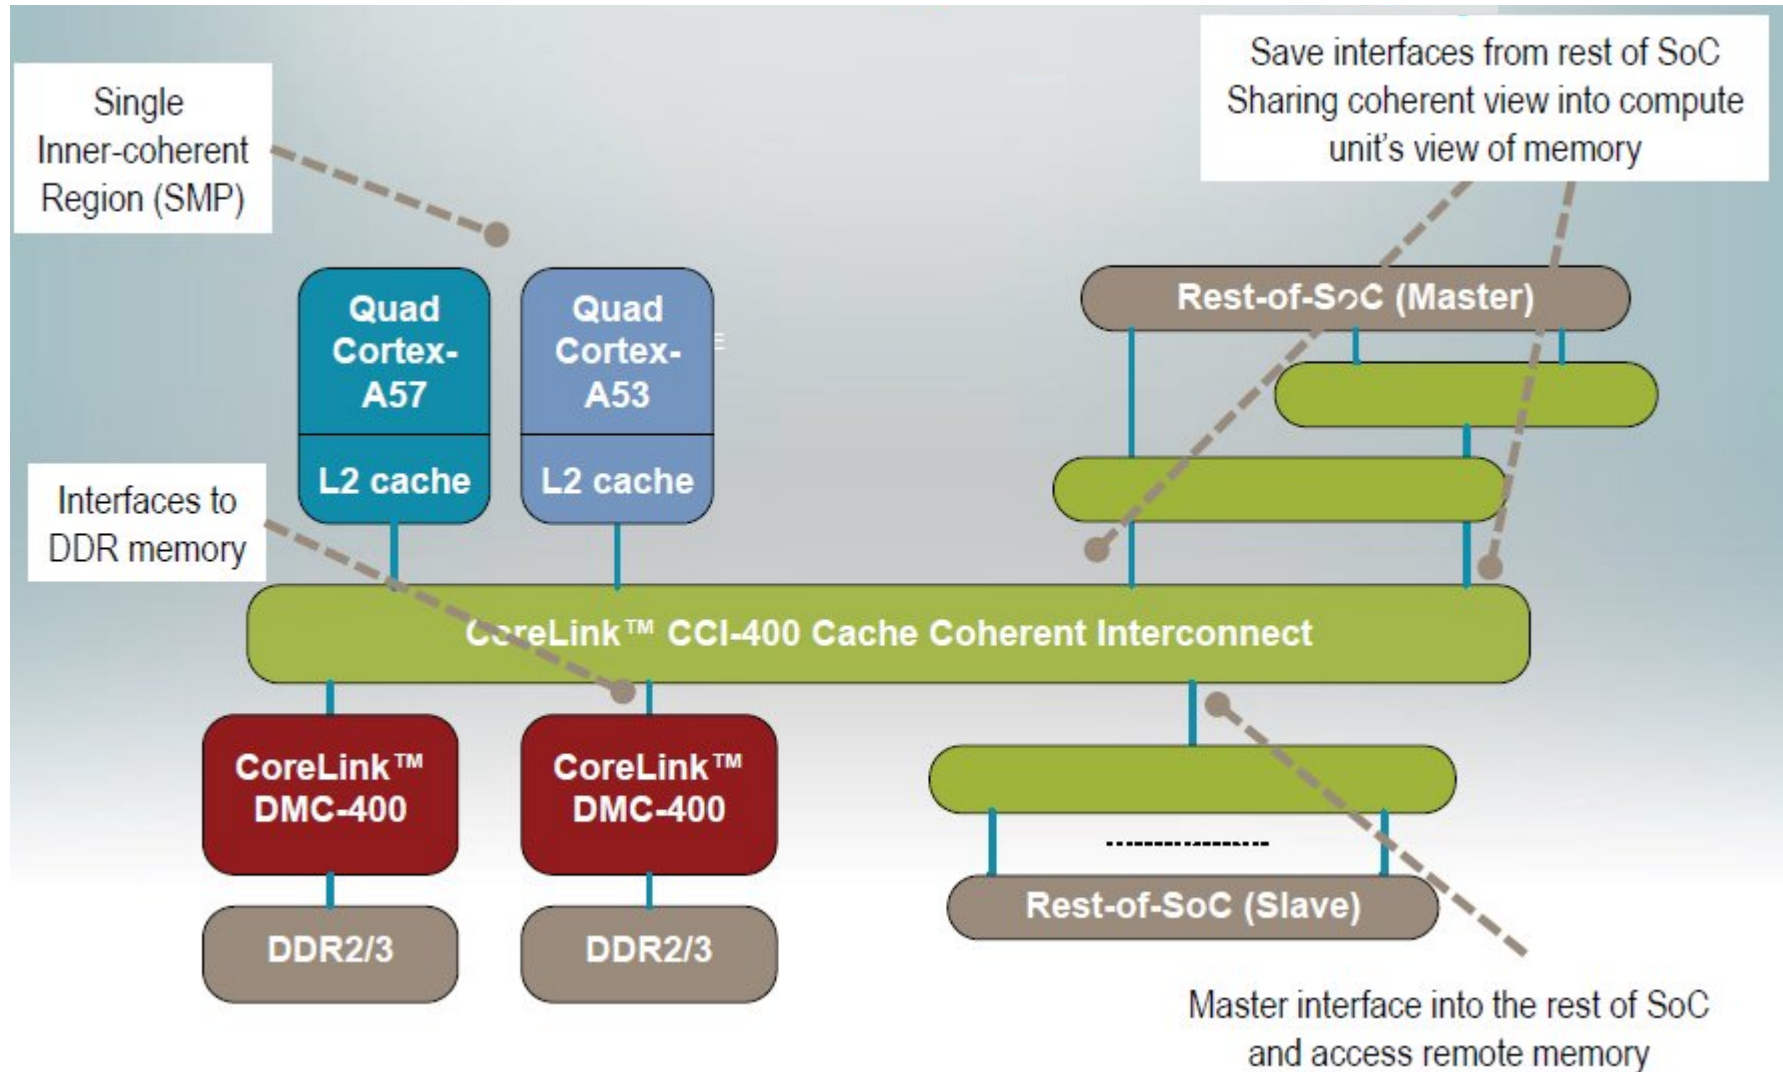 Single
Inner-coherent
Region (SMP)
Save interfaces from rest of SoC
Sharing coherent view into compute
unit's view of memory
Quad
Cortex-
A57
L2 cache
Quad
Cortex-
A53
L2 cache
E
Rest-of-SoC (Master)
Interfaces to
DDR memory
CoreLink™ CCI-400 Cache Coherent Interconnect
CoreLink™
DMC-400
CoreLink™
DMC-400
DDR2/3
DDR2/3
Rest-of-SoC (Slave)
Master interface into the rest of SoC
and access remote memory